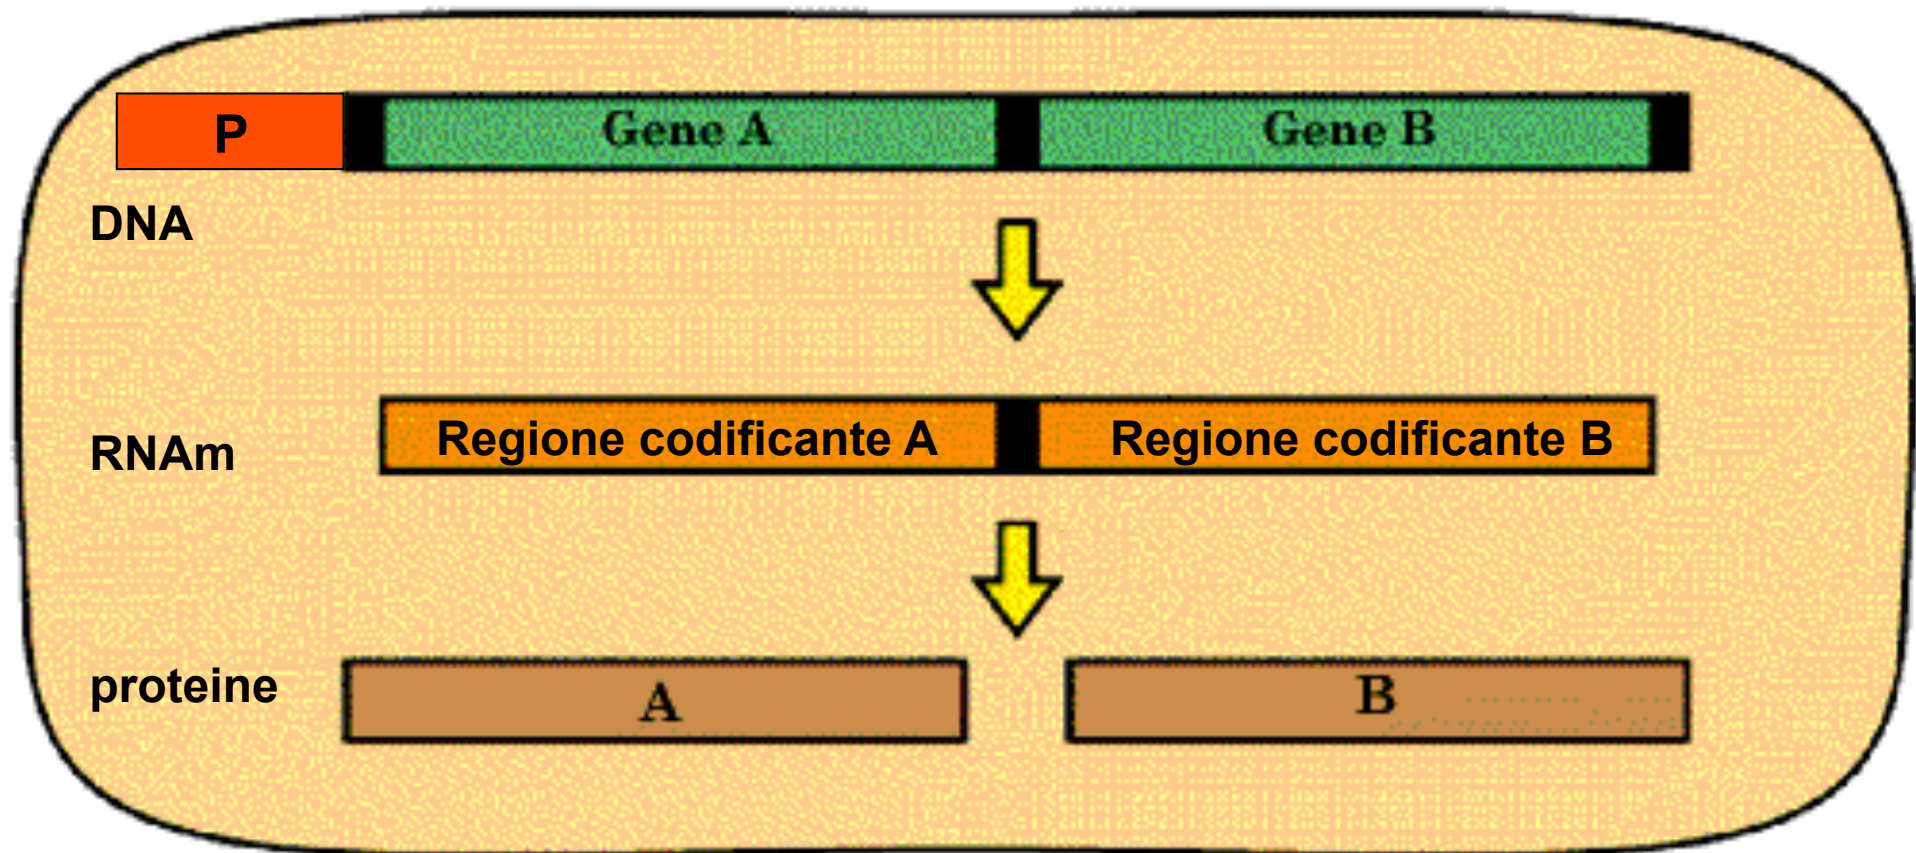 P Gene A Gene B
DNA
RNAm Regione codificante A Regione codificante B
proteine A B